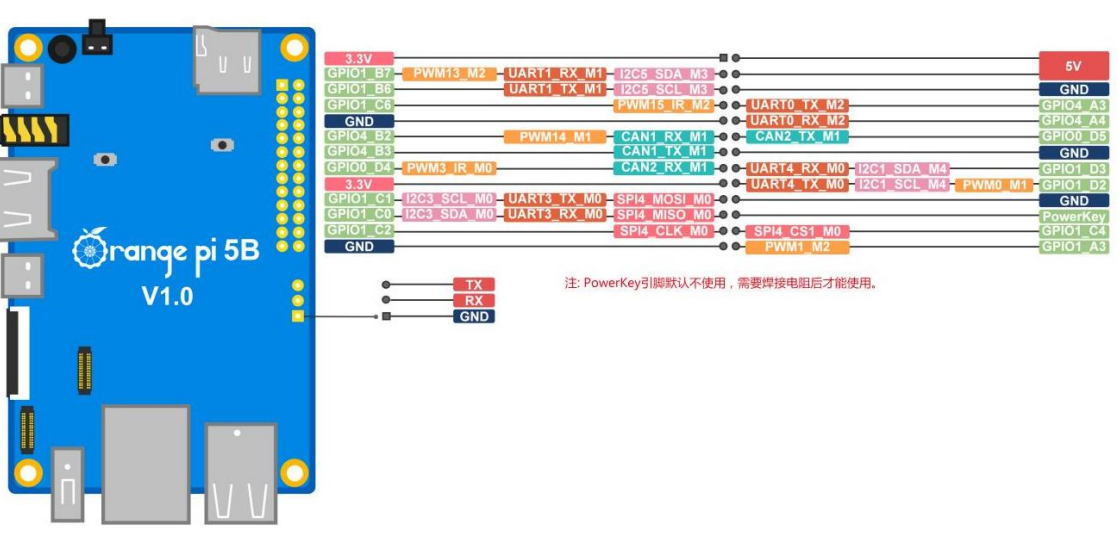 3.3V 5V
GPIO1_B7 PWM13_M2 UART1_RX_M1 I2C5_SDA_M3
GPIO1_B6 UART1_TX_M1 I2C5_SCL_M3 GND
GPIO1_C6 PWM15_IR_M2 UART0_TX_M2 GPIO4_A3
GND UART0_RX_M2 GPIO4_A4
GPIO4_B2 PWM14_M1 CAN1_RX_M1 CAN2_TX_M1 GPIO0_D5
GPIO4_B3 CAN1_TX_M1 GND
GPIO0_D4 PWM3_IR_M0 CAN2_RX_M1 UART4_RX_M0 I2C1_SDA_M4 GPIO1_D3
3.3V UART4_TX_M0 I2C1_SCL_M4 PWM0_M1 GPIO1_D2
GPIO1_C1 I2C3_SCL_M0 UART3_TX_M0 SPI4_MOSI_M0 GND
GPIO1_C0 I2C3_SDA_M0 UART3_RX_M0 SPI4_MISO_M0 PowerKey
GPIO1_C2 SPI4_CLK_M0 SPI4_CS1_M0 GPIO1_C4
GND PWM1_M2 GPIO1_A3
Orange pi 5B
V1.0
TX
RX
GND
注: PowerKey引脚默认不使用，需要焊接电阻后才能使用。